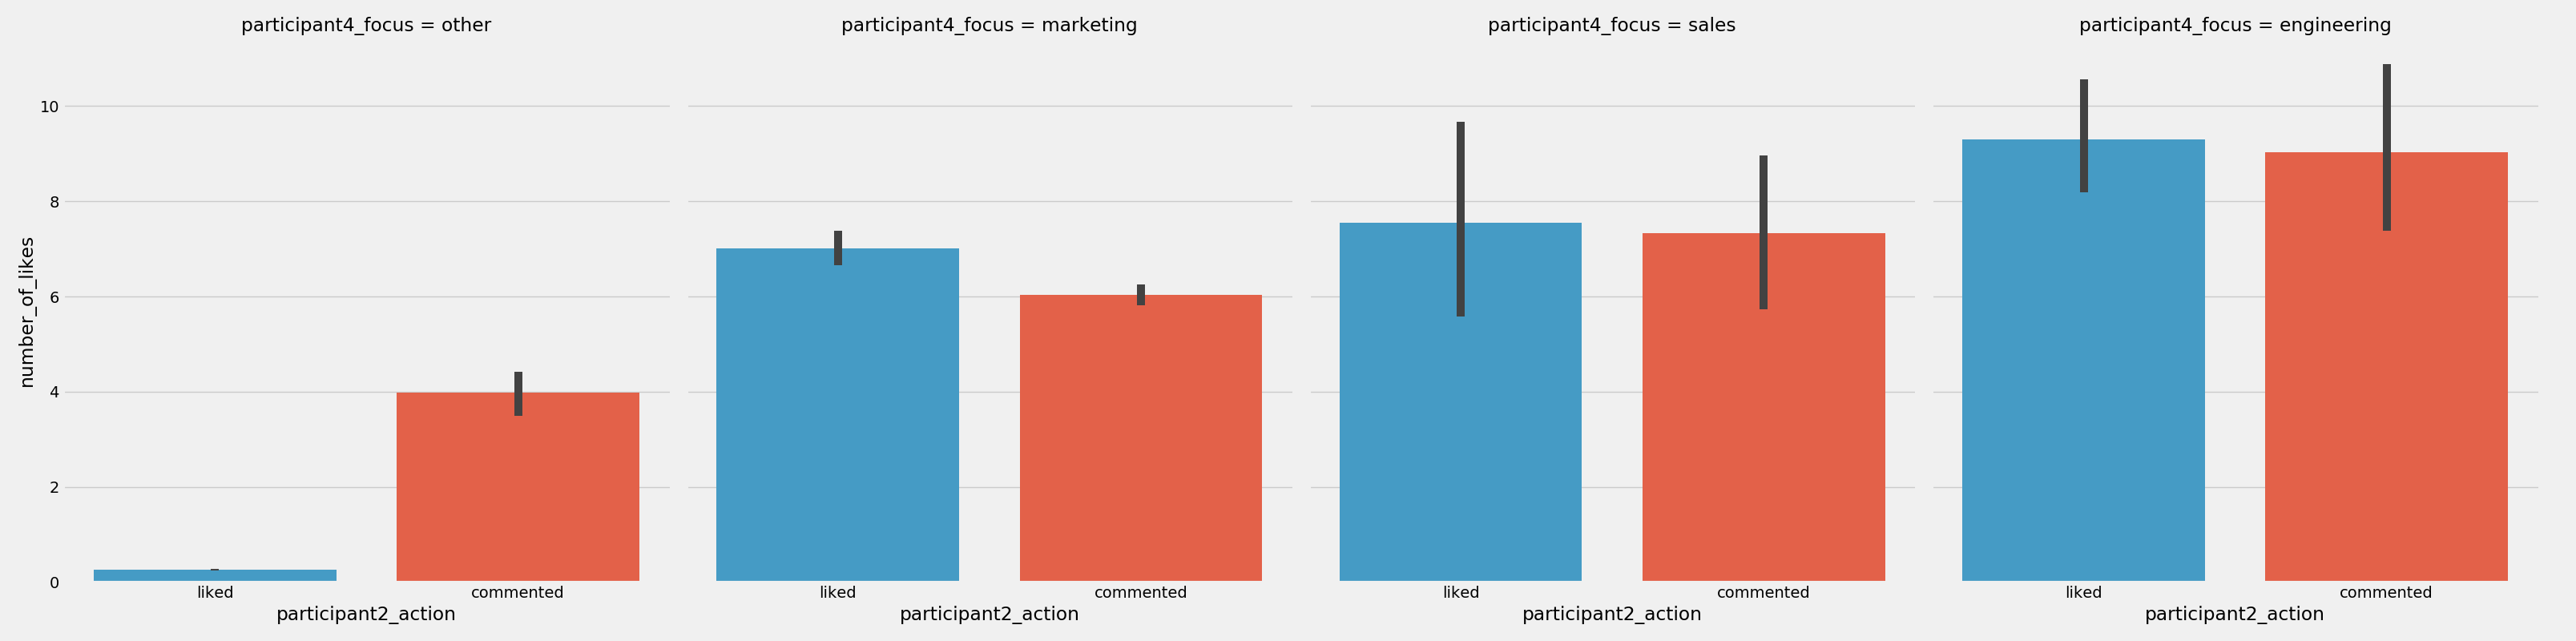 participant4_focus = other
participant4_focus = marketing
participant4_focus = sales
participant4_focus = engineering
number_of_likes
10
8
6
4
2
0
liked
commented
liked
commented
liked
commented
liked
commented
participant2_action
participant2_action
participant2_action
participant2_action